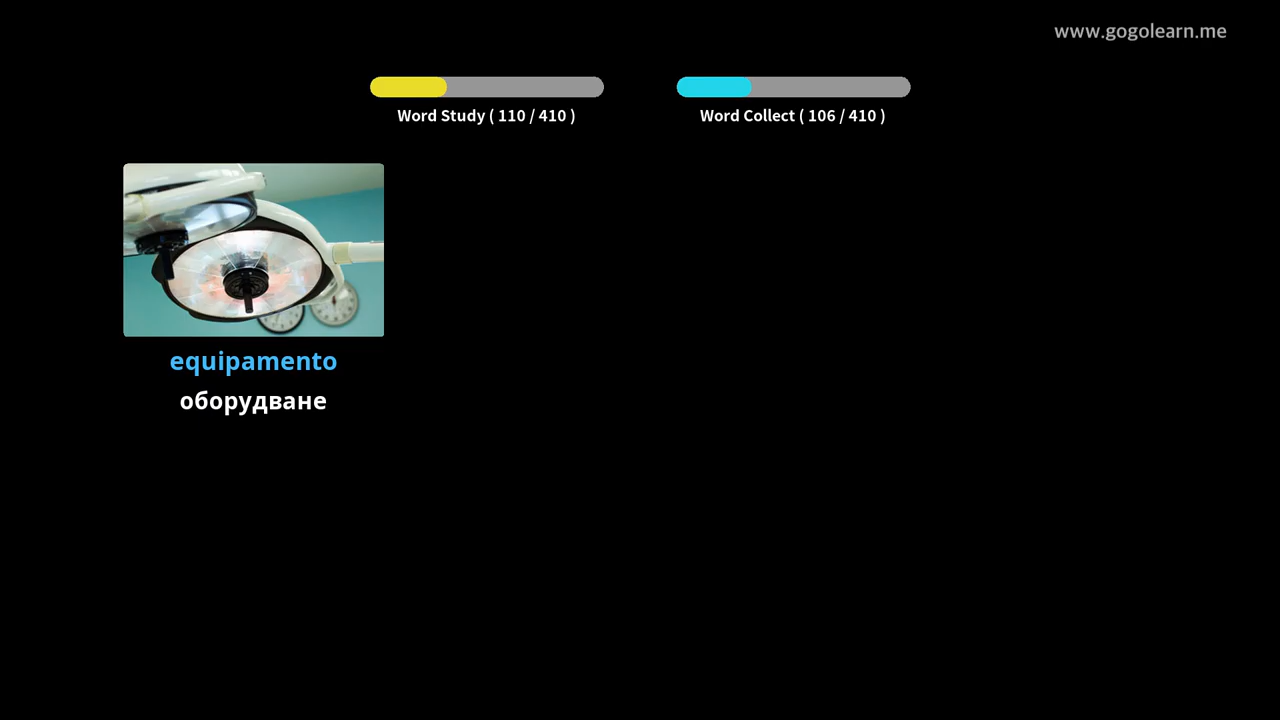 www.gogolearn.me
Word Study ( 110 / 410 )
Word Collect ( 106 / 410 )
equipamento
оборудване